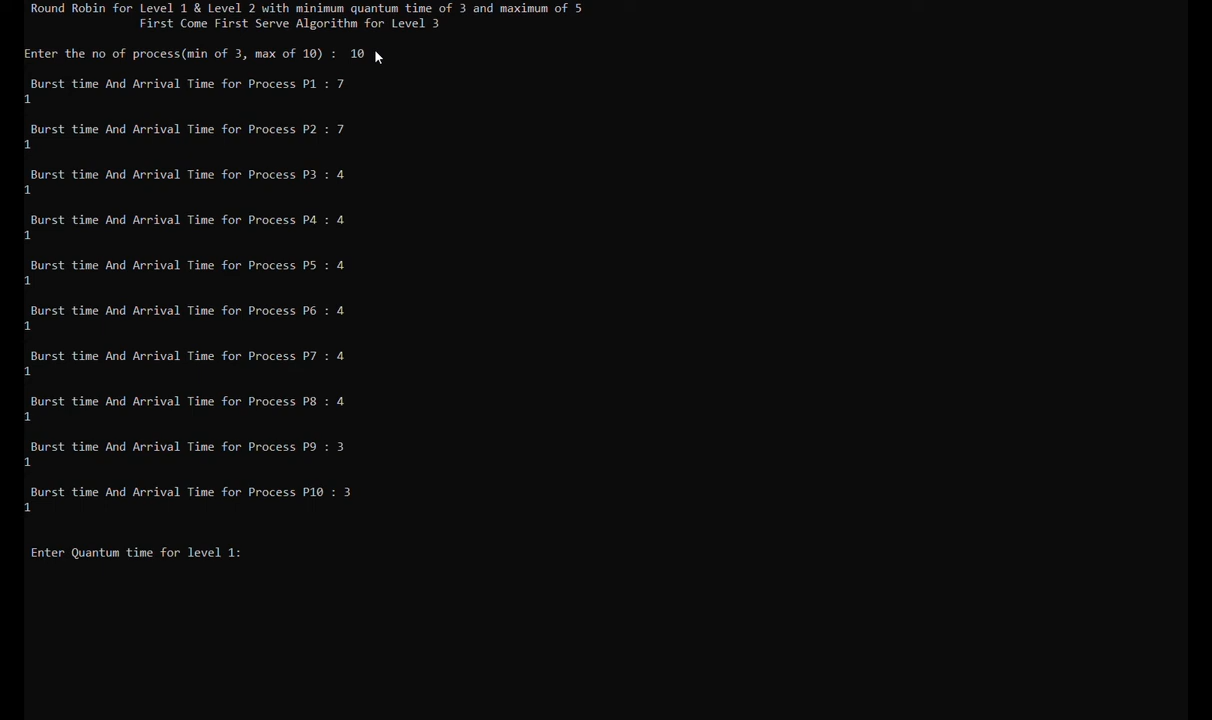 Round Robin for Level 1 & Level 2 with minimum quantum time of 3 and maximum of 5
First Come First Serve Algorithm for Level 3
Enter the no of process(min of 3, max of 10) :  10
Burst time And Arrival Time for Process P1 : 7
1
Burst time And Arrival Time for Process P2 : 7
1
Burst time And Arrival Time for Process P3 : 4
1
Burst time And Arrival Time for Process P4 : 4
1
Burst time And Arrival Time for Process P5 : 4
1
Burst time And Arrival Time for Process P6 : 4
1
Burst time And Arrival Time for Process P7 : 4
1
Burst time And Arrival Time for Process P8 : 4
1
Burst time And Arrival Time for Process P9 : 3
1
Burst time And Arrival Time for Process P10 : 3
1
Enter Quantum time for level 1: